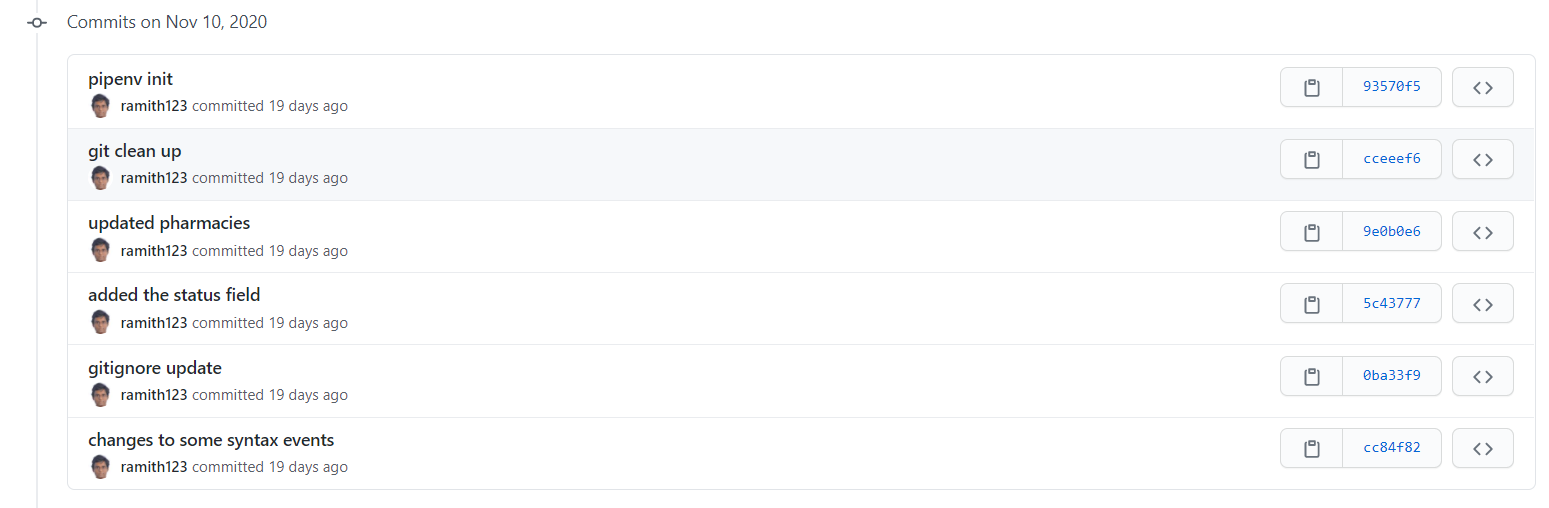 Commits on Nov 10, 2020
pipenv init
93570f5
ramith123 committed 19 days ago
git clean up
cceeef6
ramith123 committed 19 days ago
updated pharmacies
9e0b0e6
ramith123 committed 19 days ago
added the status field
5c43777
ramith123 committed 19 days ago
gitignore update
0ba33f9
ramith123 committed 19 days ago
changes to some syntax events
cc84f82
ramith123 committed 19 days ago